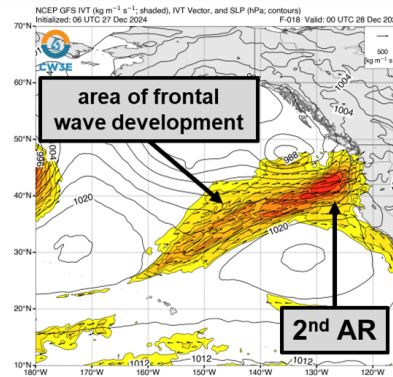 NCEP GFS IVT (kg m⁻¹ s⁻¹; shaded), IVT Vector, and SLP (hPa; contours)
Initialized: 06 UTC 27 Dec 2024 F-018 Valid: 00 UTC 28 Dec 202
70°N
CW3E
500
kg m⁻¹ s
60°N
area of frontal
wave development
1004
1004
50°N
988
1004
996
40°N
1020
1020
30°N
20°N
2nd AR
1012
1012
10°N
180°W 170°W 160°W 150°W 140°W 130°W 120°W